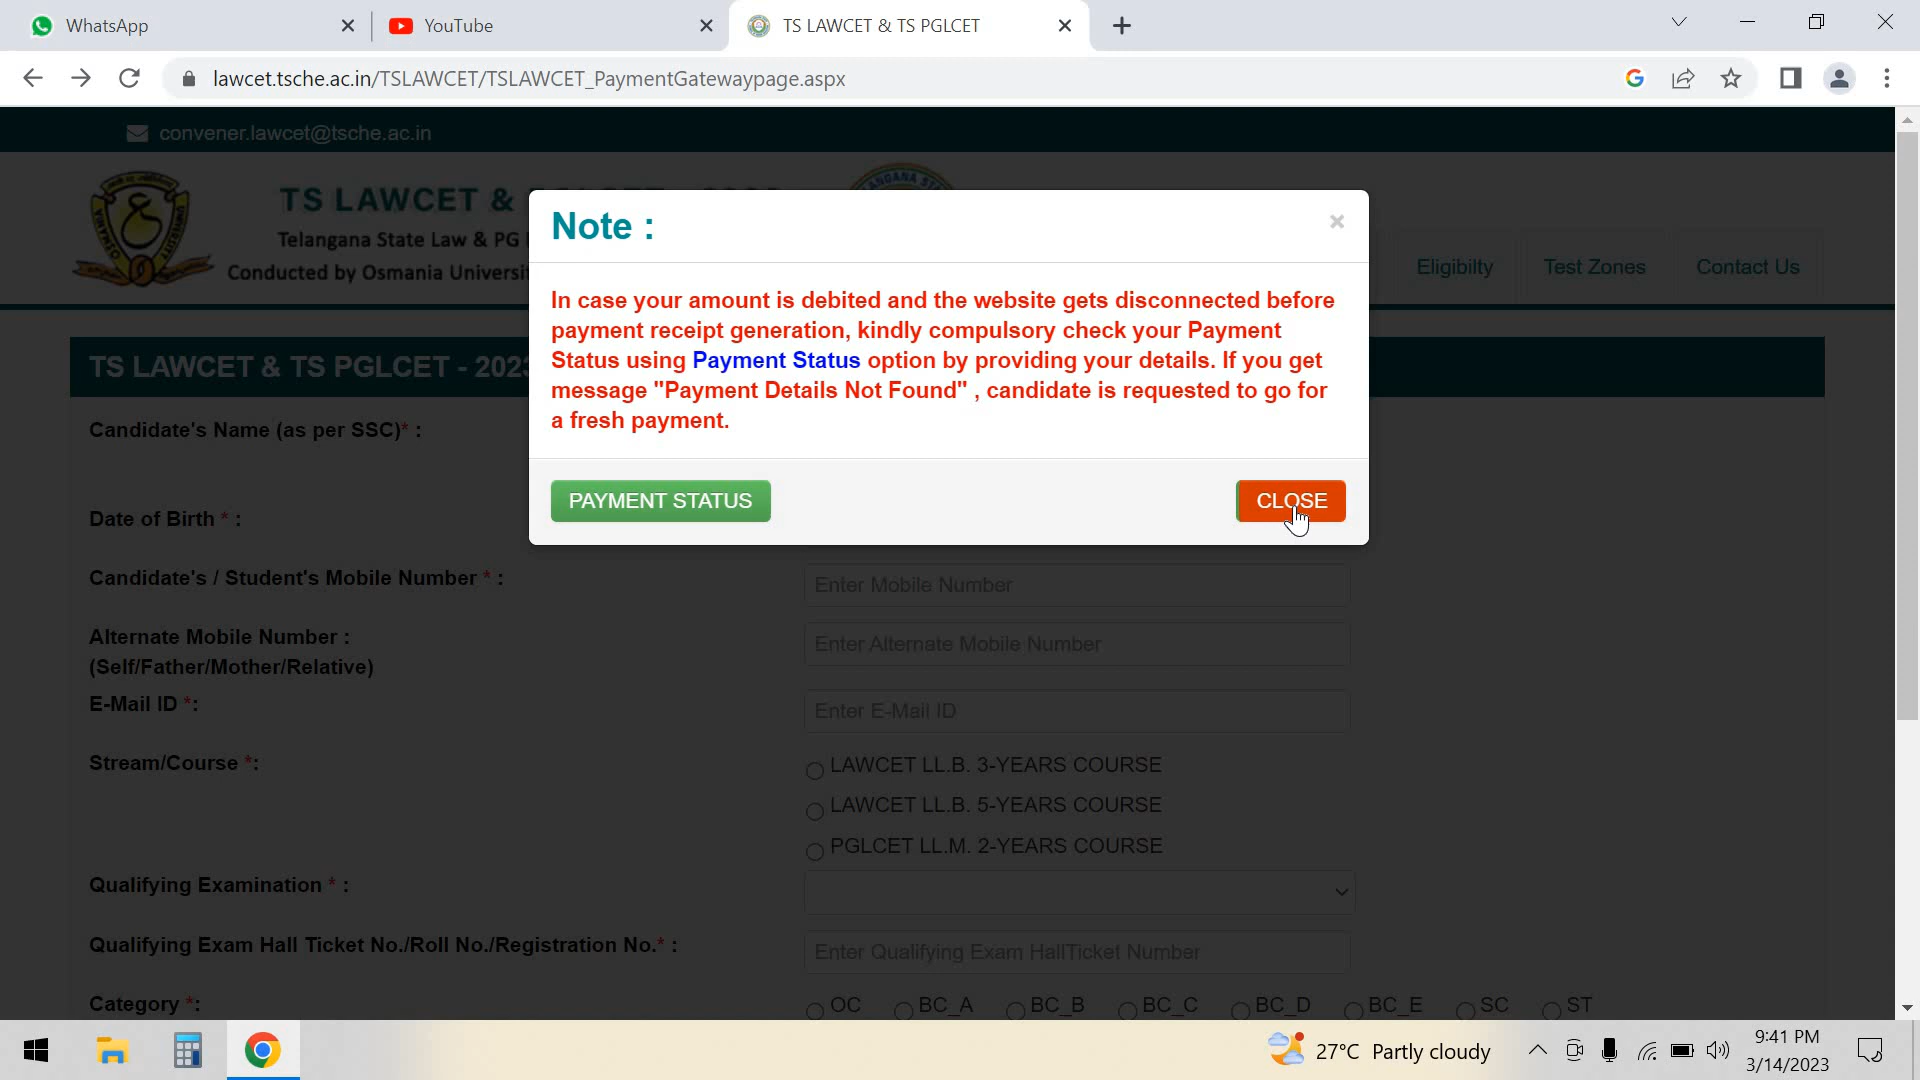 WhatsApp
YouTube
TS LAWCET & TS PGLCET
lawcet.tsche.ac.in/TSLAWCET/TSLAWCET_PaymentGatewaypage.aspx
convener.lawcet@tsche.ac.in
TS LAWCET &
Telangana State Law & PG
Conducted by Osmania Universi
Eligibilty
Test Zones
Contact Us
Note :
In case your amount is debited and the website gets disconnected before
payment receipt generation, kindly compulsory check your Payment
Status using Payment Status option by providing your details. If you get
message "Payment Details Not Found" , candidate is requested to go for
a fresh payment.
PAYMENT STATUS
CLOSE
TS LAWCET & TS PGLCET - 2023
Candidate's Name (as per SSC)* :
Date of Birth * :
Candidate's / Student's Mobile Number * :
Enter Mobile Number
Alternate Mobile Number :
(Self/Father/Mother/Relative)
Enter Alternate Mobile Number
E-Mail ID *:
Enter E-Mail ID
Stream/Course *:
LAWCET LL.B. 3-YEARS COURSE
LAWCET LL.B. 5-YEARS COURSE
PGLCET LL.M. 2-YEARS COURSE
Qualifying Examination * :
Qualifying Exam Hall Ticket No./Roll No./Registration No.* :
Enter Qualifying Exam HallTicket Number
Category *:
OC BC_A BC_B BC_C BC_D BC_E SC ST
27°C Partly cloudy
9:41 PM
3/14/2023